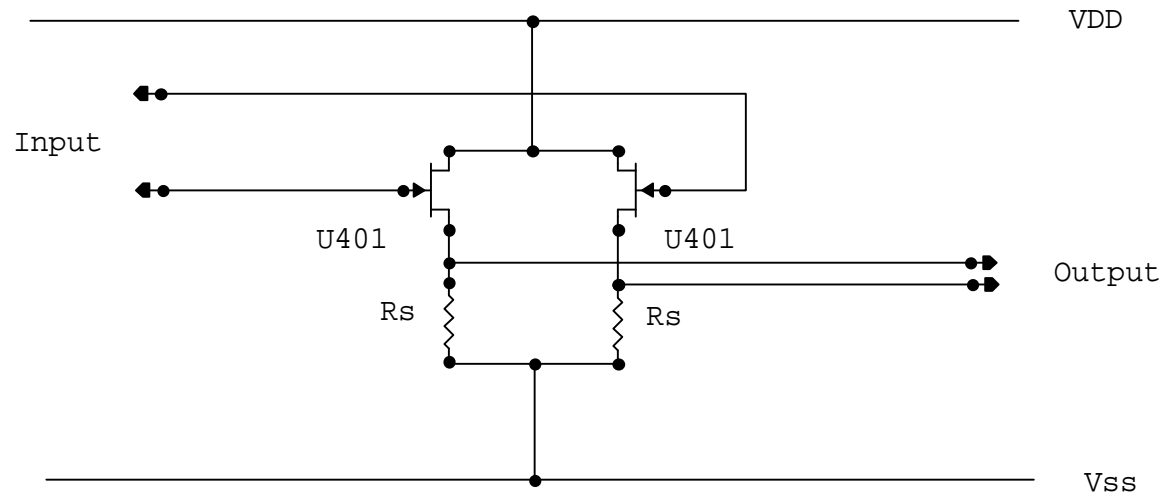 VDD
Input
U401
U401
Output
Rs
Rs
Vss